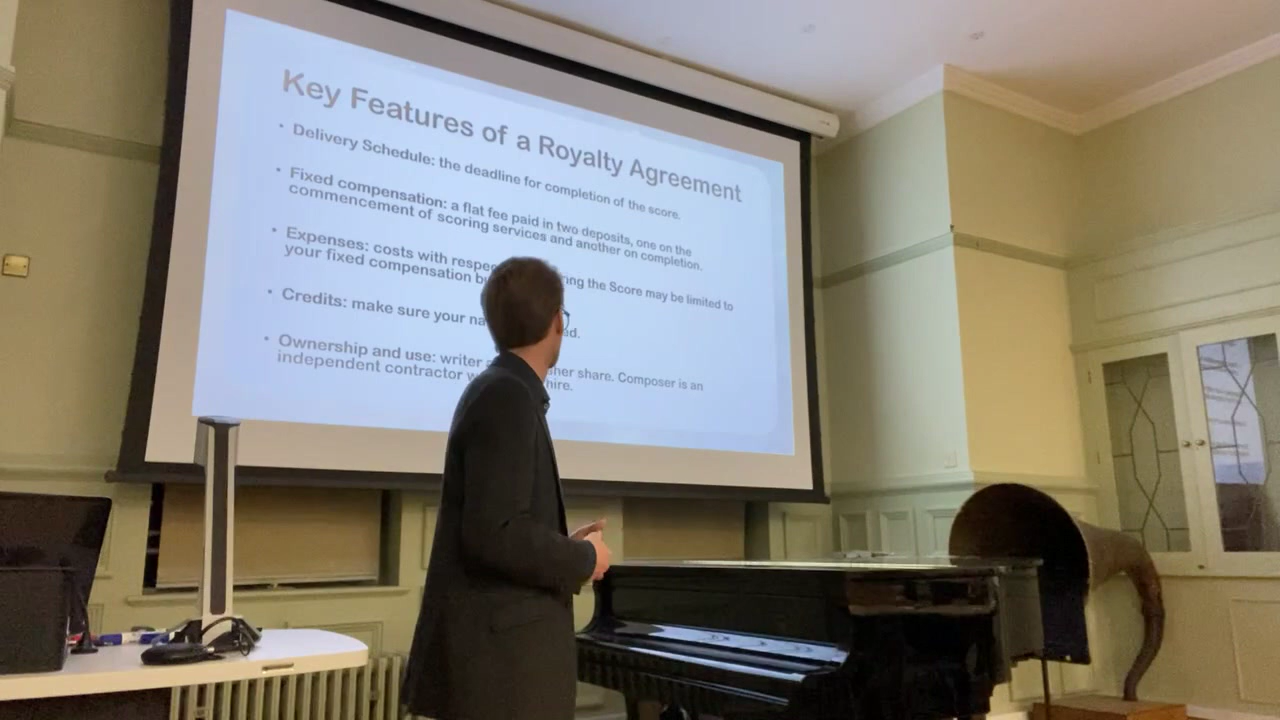 Key Features of a Royalty Agreement
• Delivery Schedule: the deadline for completion of the score.
• Fixed compensation: a flat fee paid in two deposits, one on the
commencement of scoring services and another on completion.
• Expenses: costs with respe ing the Score may be limited to
your fixed compensation b
• Credits: make sure your na ed.
• Ownership and use: writer her share. Composer is an
independent contractor w hire.